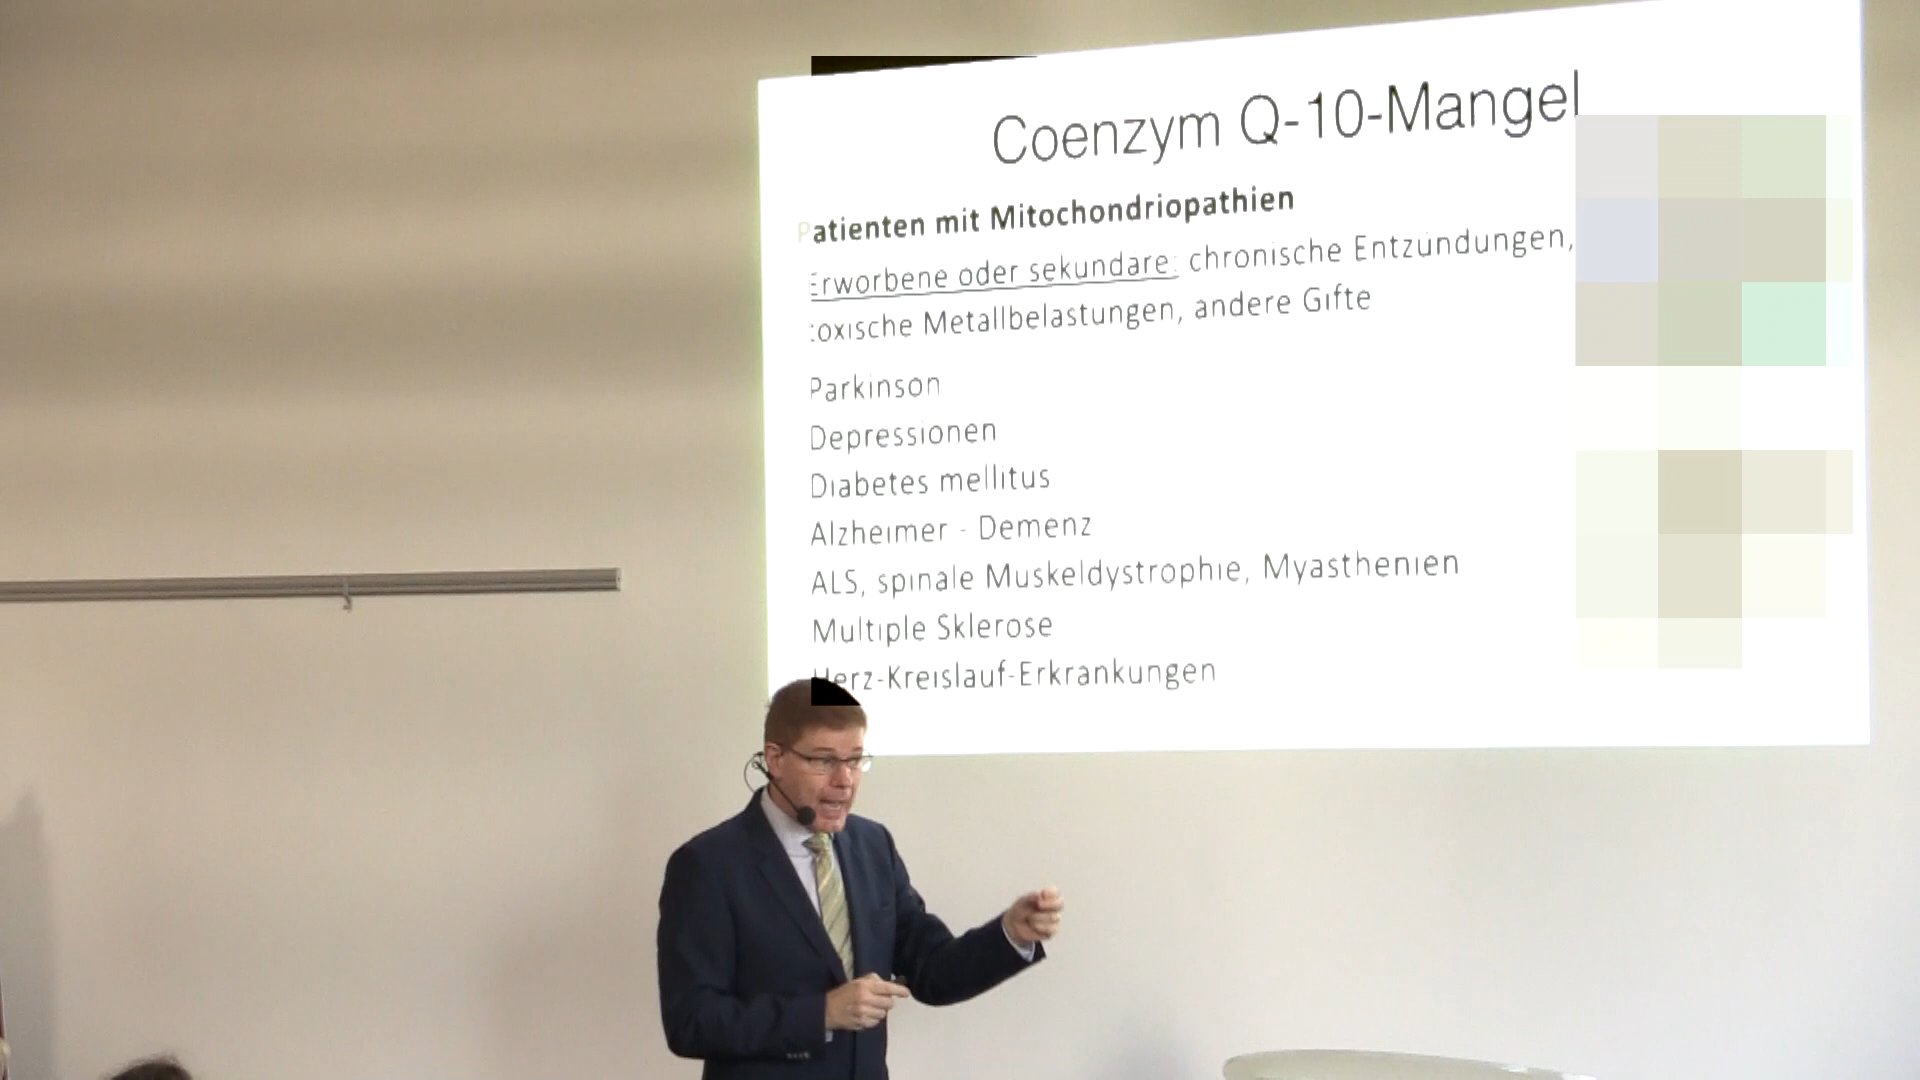 Coenzym Q-10-Mangel
Patienten mit Mitochondriopathien
Erworbene oder sekundäre: chronische Entzündungen,
toxische Metallbelastungen, andere Gifte
Parkinson
Depressionen
Diabetes mellitus
Alzheimer - Demenz
ALS, spinale Muskeldystrophie, Myasthenien
Multiple Sklerose
Herz-Kreislauf-Erkrankungen